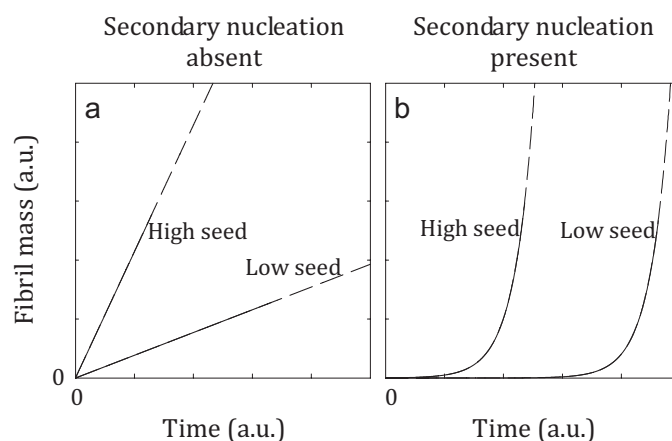 Secondary nucleation
absent
Secondary nucleation
present
a
b
High seed
Low seed
High seed
Low seed
Fibril mass (a.u.)
0
0
0
Time (a.u.)
Time (a.u.)